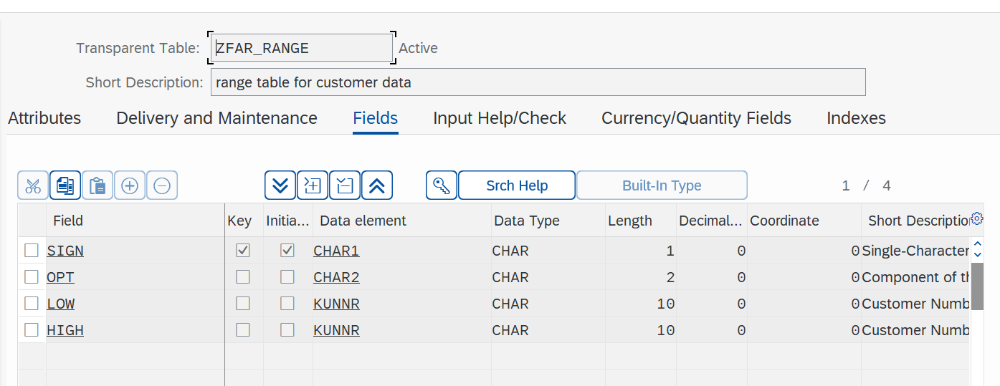 Transparent Table: ZFAR_RANGE Active
Short Description: range table for customer data
Attributes Delivery and Maintenance Fields Input Help/Check Currency/Quantity Fields Indexes
Srch Help Built-In Type 1 / 4
Field Key Initia... Data element Data Type Length Decimal... Coordinate Short Description
SIGN CHAR1 CHAR 1 0 0 Single-Character
OPT CHAR2 CHAR 2 0 0 Component of th
LOW KUNNR CHAR 10 0 0 Customer Numb
HIGH KUNNR CHAR 10 0 0 Customer Numb